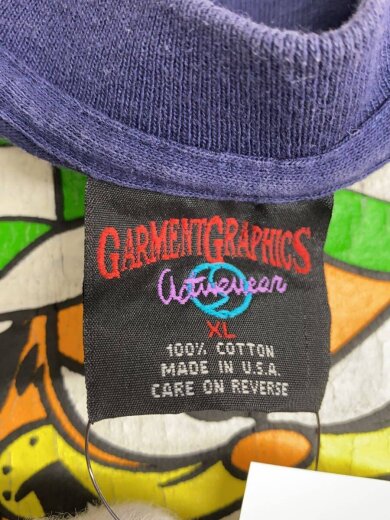 GARMENTGRAPHICS
Activewear
XL
100% COTTON
MADE IN U.S.A.
CARE ON REVERSE